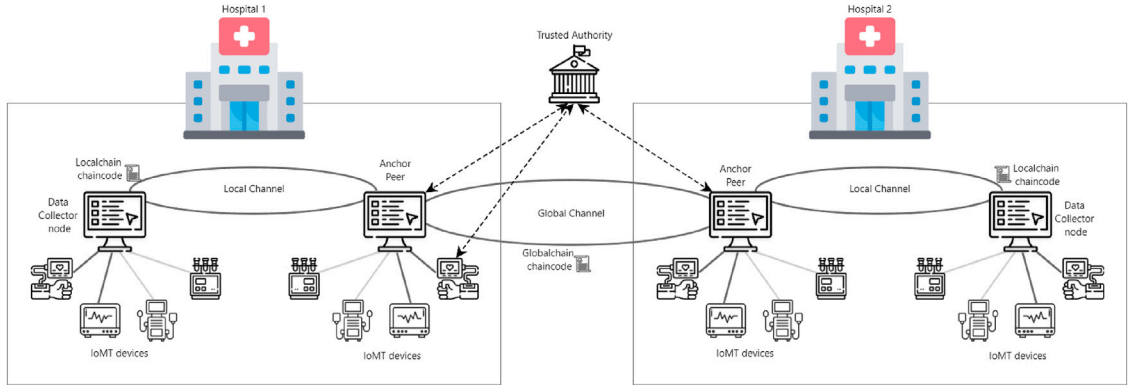 Hospital 1
Hospital 2
Trusted Authority
Localchain
chaincode
Anchor
Peer
Anchor
Peer
Localchain
chaincode
Local Channel
Local Channel
Data
Collector
node
Global Channel
Data
Collector
node
Globalchain
chaincode
IoMT devices
IoMT devices
IoMT devices
IoMT devices